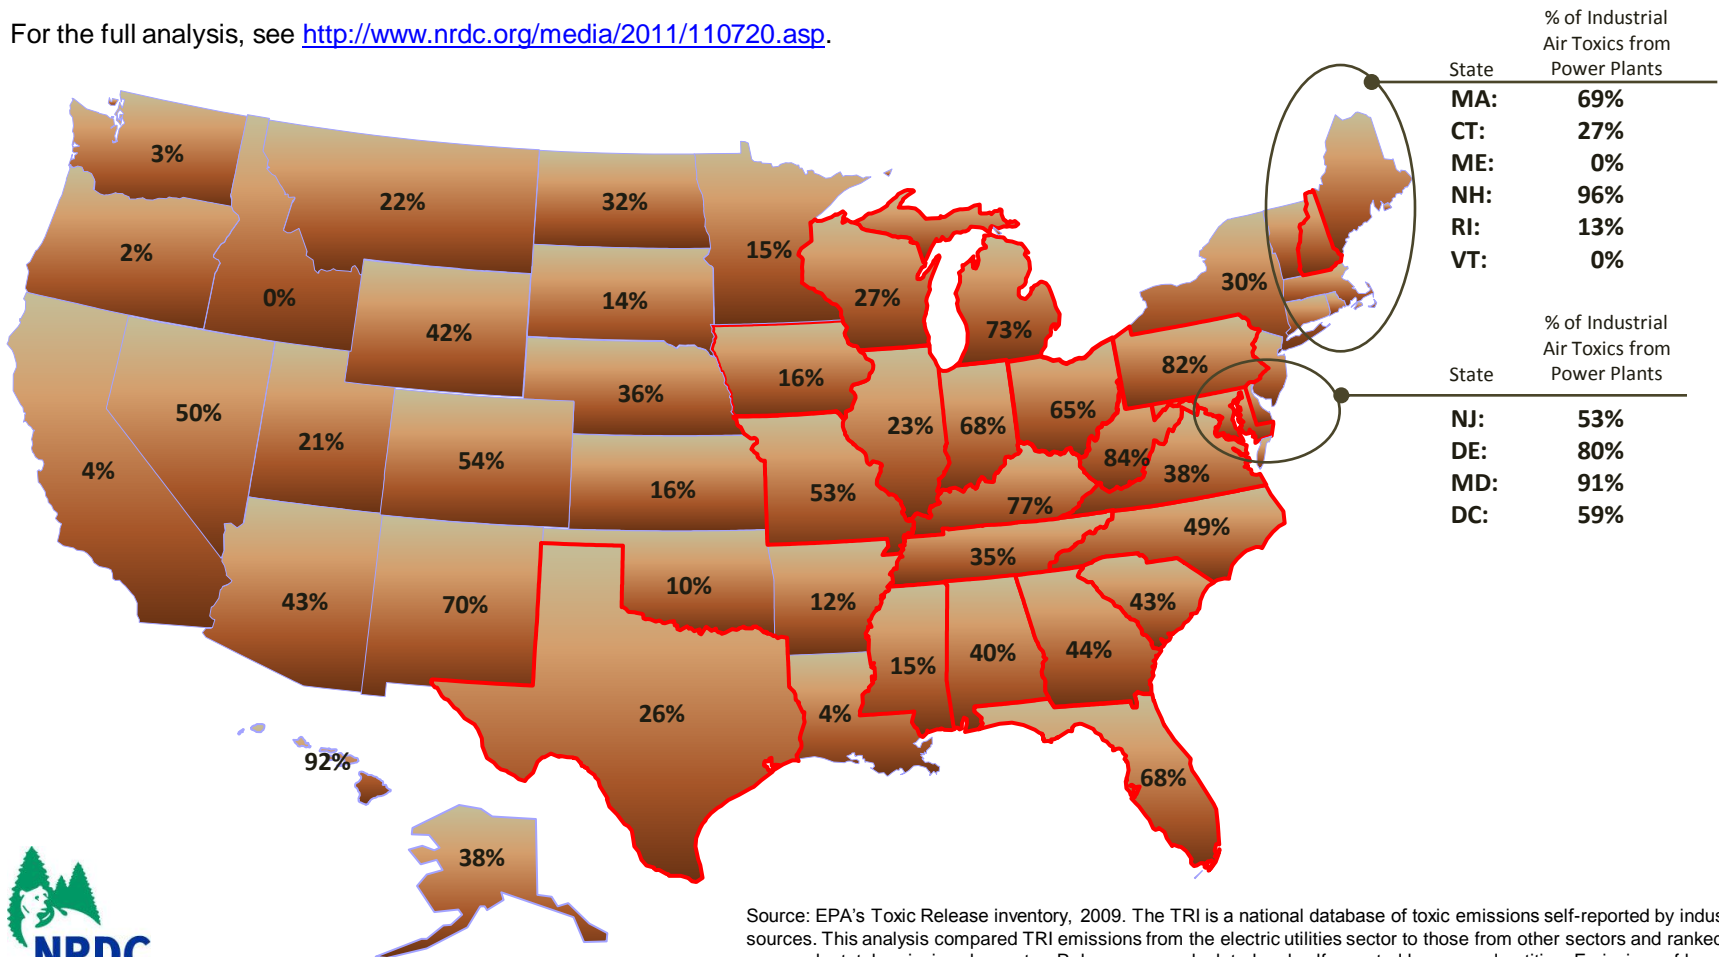 For the full analysis, see http://www.nrdc.org/media/2011/110720.asp.
% of Industrial
Air Toxics from
State Power Plants
MA: 69%
CT: 27%
ME: 0%
NH: 96%
RI: 13%
VT: 0%
% of Industrial
Air Toxics from
State Power Plants
NJ: 53%
DE: 80%
MD: 91%
DC: 59%
3%
22%
32%
15%
2%
0%
42%
14%
27%
73%
30%
50%
21%
54%
36%
16%
23%
68%
65%
82%
4%
16%
53%
77%
84%
38%
43%
70%
10%
12%
35%
49%
26%
4%
15%
40%
44%
43%
68%
92%
38%
NRDC
Source: EPA's Toxic Release inventory, 2009. The TRI is a national database of toxic emissions self-reported by indus
sources. This analysis compared TRI emissions from the electric utilities sector to those from other sectors and ranked